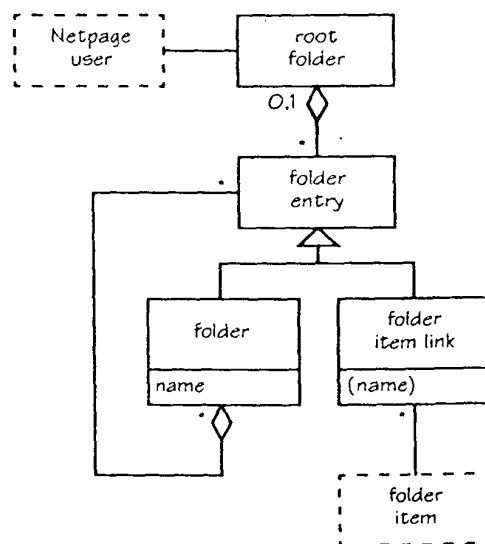 Netpage
user
root
folder
0,1
*
*
folder
entry
folder
name
*
folder
item link
(name)
*
folder
item